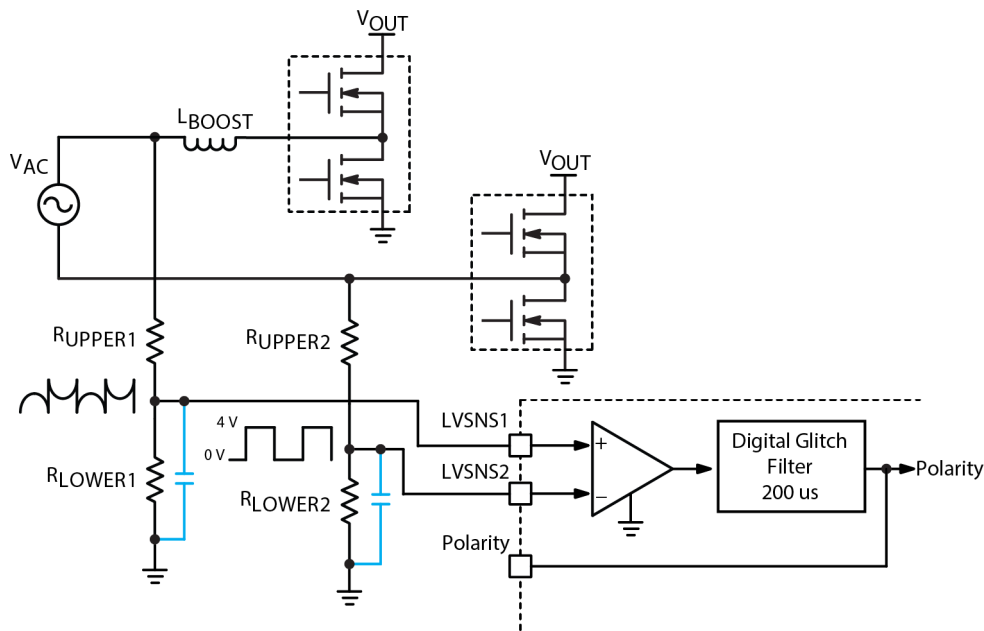 VOUT
LBOOST
VAC
VOUT
RUPPER1
RUPPER2
4 V
0 V
LVSNS1
LVSNS2
RLOWER1
RLOWER2
+
−
Digital Glitch
Filter
200 us
Polarity
Polarity